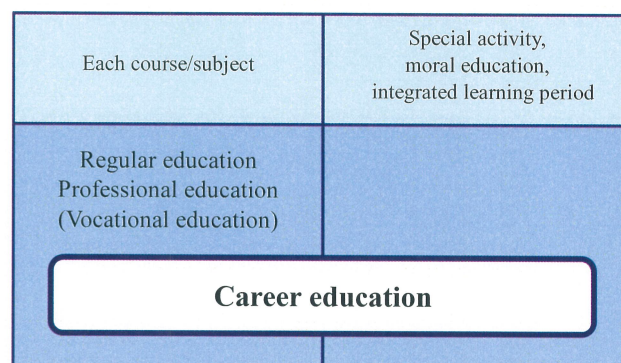 Each course/subject
Special activity,
moral education,
integrated learning period
Regular education
Professional education
(Vocational education)
Career education